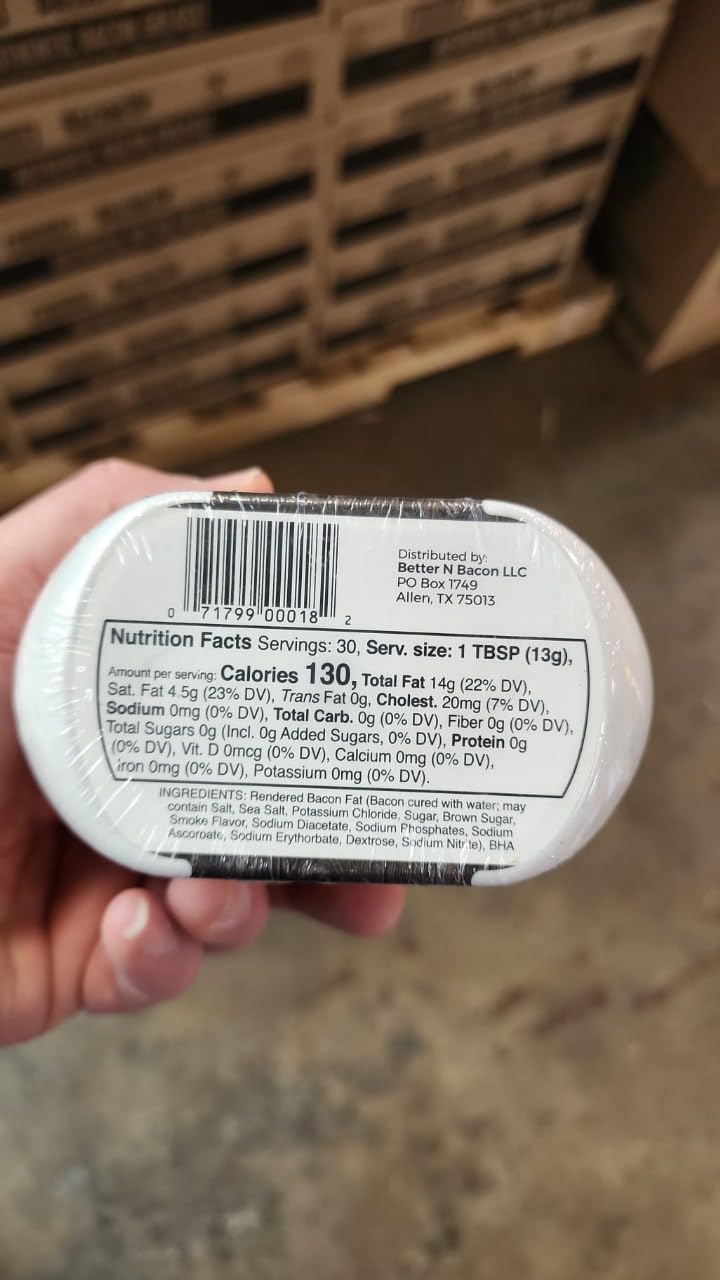 0 71799 00018 2
Distributed by:
Better N Bacon LLC
PO Box 1749
Allen, TX 75013
Nutrition Facts Servings: 30, Serv. size: 1 TBSP (13g),
Amount per serving: Calories 130, Total Fat 14g (22% DV),
Sat. Fat 4.5g (23% DV), Trans Fat 0g, Cholest. 20mg (7% DV),
Sodium 0mg (0% DV), Total Carb. 0g (0% DV), Fiber 0g (0% DV),
Total Sugars 0g (Incl. 0g Added Sugars, 0% DV), Protein 0g
(0% DV), Vit. D 0mcg (0% DV), Calcium 0mg (0% DV),
Iron 0mg (0% DV), Potassium 0mg (0% DV).
INGREDIENTS: Rendered Bacon Fat (Bacon cured with water; may
contain Salt, Sea Salt, Potassium Chloride, Sugar, Brown Sugar,
Smoke Flavor, Sodium Diacetate, Sodium Phosphates, Sodium
Ascorbate, Sodium Erythorbate, Dextrose, Sodium Nitrite), BHA